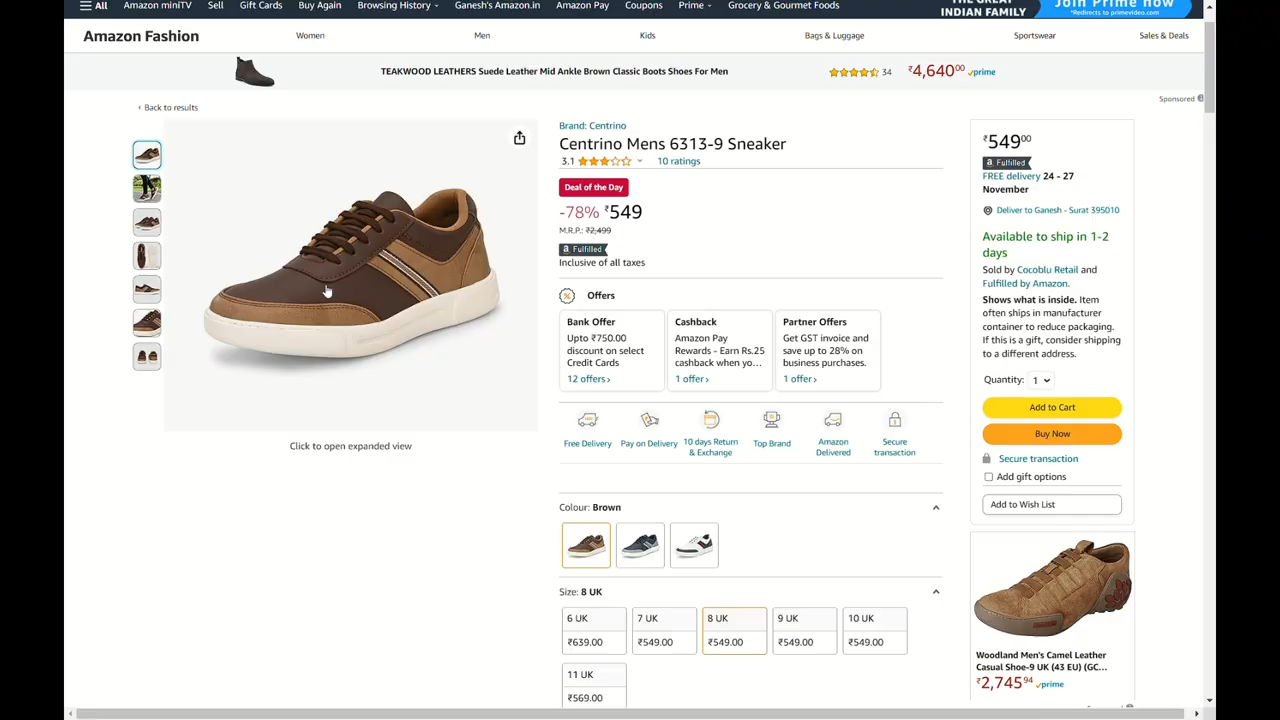 All Amazon miniTV Sell Gift Cards Buy Again Browsing History Ganesh's Amazon.in Amazon Pay Coupons Prime Grocery & Gourmet Foods
INDIAN FAMILY
Join Prime now
*Redirects to primevideo.com
Amazon Fashion Women Men Kids Bags & Luggage Sportswear Sales & Deals
TEAKWOOD LEATHERS Suede Leather Mid Ankle Brown Classic Boots Shoes For Men 34 ₹4,640⁰⁰ prime
Sponsored
‹ Back to results
Click to open expanded view
Brand: Centrino
Centrino Mens 6313-9 Sneaker
3.1 10 ratings
Deal of the Day
-78% ₹549
M.R.P.: ₹2,499
a Fulfilled
Inclusive of all taxes
Offers
Bank Offer
Upto ₹750.00
discount on select
Credit Cards
12 offers ›
Cashback
Amazon Pay
Rewards - Earn Rs.25
cashback when yo…
1 offer ›
Partner Offers
Get GST invoice and
save up to 28% on
business purchases.
1 offer ›
Free Delivery
Pay on Delivery
10 days Return
& Exchange
Top Brand
Amazon
Delivered
Secure
transaction
Colour: Brown
Size: 8 UK
6 UK
₹639.00
7 UK
₹549.00
8 UK
₹549.00
9 UK
₹549.00
10 UK
₹549.00
11 UK
₹569.00
₹549⁰⁰
a Fulfilled
FREE delivery 24 - 27
November
Deliver to Ganesh - Surat 395010
Available to ship in 1-2
days
Sold by Cocoblu Retail and
Fulfilled by Amazon.
Shows what is inside. Item
often ships in manufacturer
container to reduce packaging.
If this is a gift, consider shipping
to a different address.
Quantity: 1
Add to Cart
Buy Now
Secure transaction
Add gift options
Add to Wish List
Woodland Men's Camel Leather
Casual Shoe-9 UK (43 EU) (GC...
₹2,745⁹⁴ prime